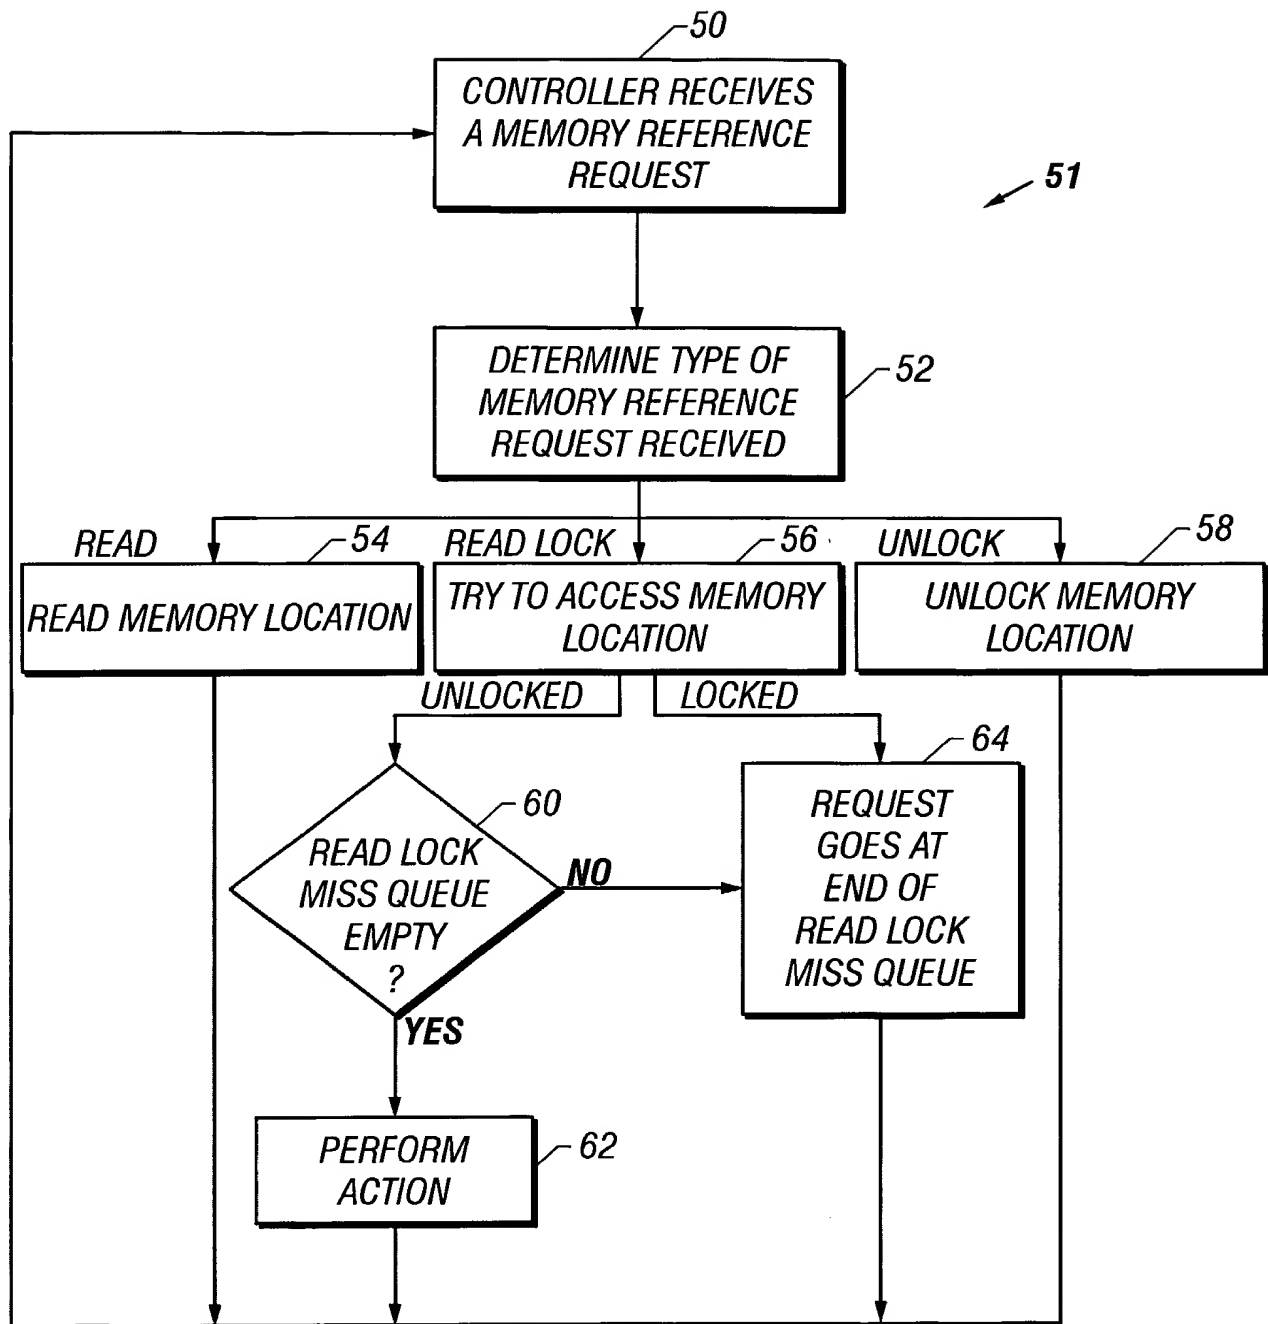 50
CONTROLLER RECEIVES
A MEMORY REFERENCE
REQUEST
51
DETERMINE TYPE OF
MEMORY REFERENCE
REQUEST RECEIVED
52
READ
54
READ LOCK
56
UNLOCK
58
READ MEMORY LOCATION
TRY TO ACCESS MEMORY
LOCATION
UNLOCK MEMORY
LOCATION
UNLOCKED
LOCKED
60
READ LOCK
MISS QUEUE
EMPTY
?
NO
YES
64
REQUEST
GOES AT
END OF
READ LOCK
MISS QUEUE
PERFORM
ACTION
62